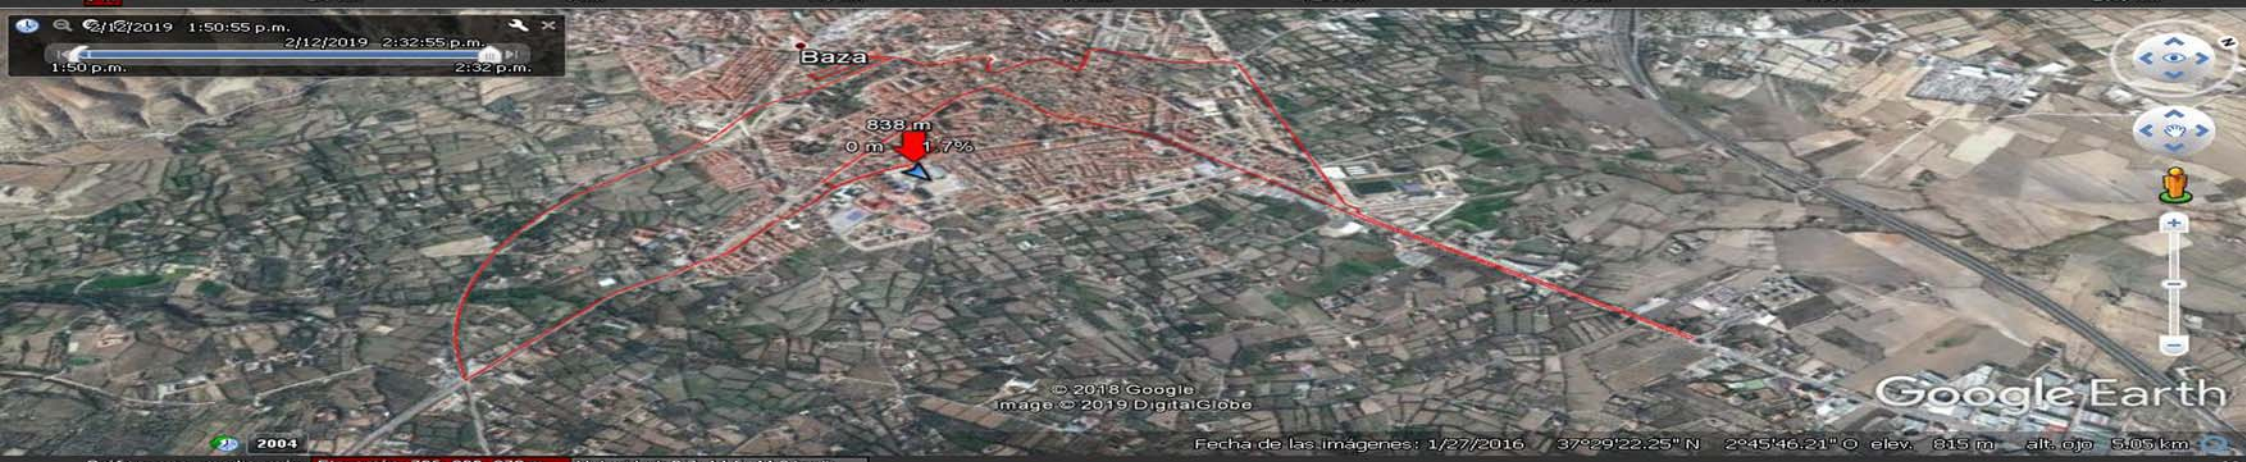 2/12/2019 1:50:55 p.m.
2/12/2019 2:32:55 p.m.
1:50 p.m.
2:32 p.m.
Baza
838 m
0 m 1.7%
© 2018 Google
Image © 2019 DigitalGlobe
Google Earth
2004
Fecha de las imágenes: 1/27/2016 37°29'22.25" N 2°45'46.21" O elev. 815 m alt. ojo 5.05 km